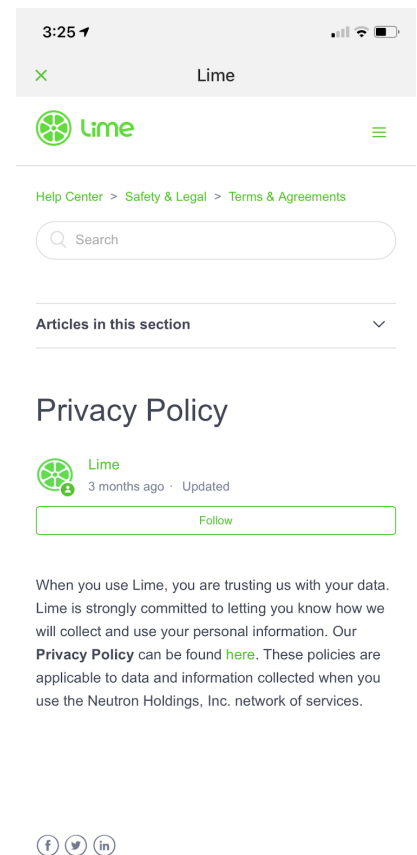 3:25
Lime
Lime
Help Center > Safety & Legal > Terms & Agreements
Search
Articles in this section
Privacy Policy
Lime
3 months ago · Updated
Follow
When you use Lime, you are trusting us with your data.
Lime is strongly committed to letting you know how we
will collect and use your personal information. Our
Privacy Policy can be found here. These policies are
applicable to data and information collected when you
use the Neutron Holdings, Inc. network of services.